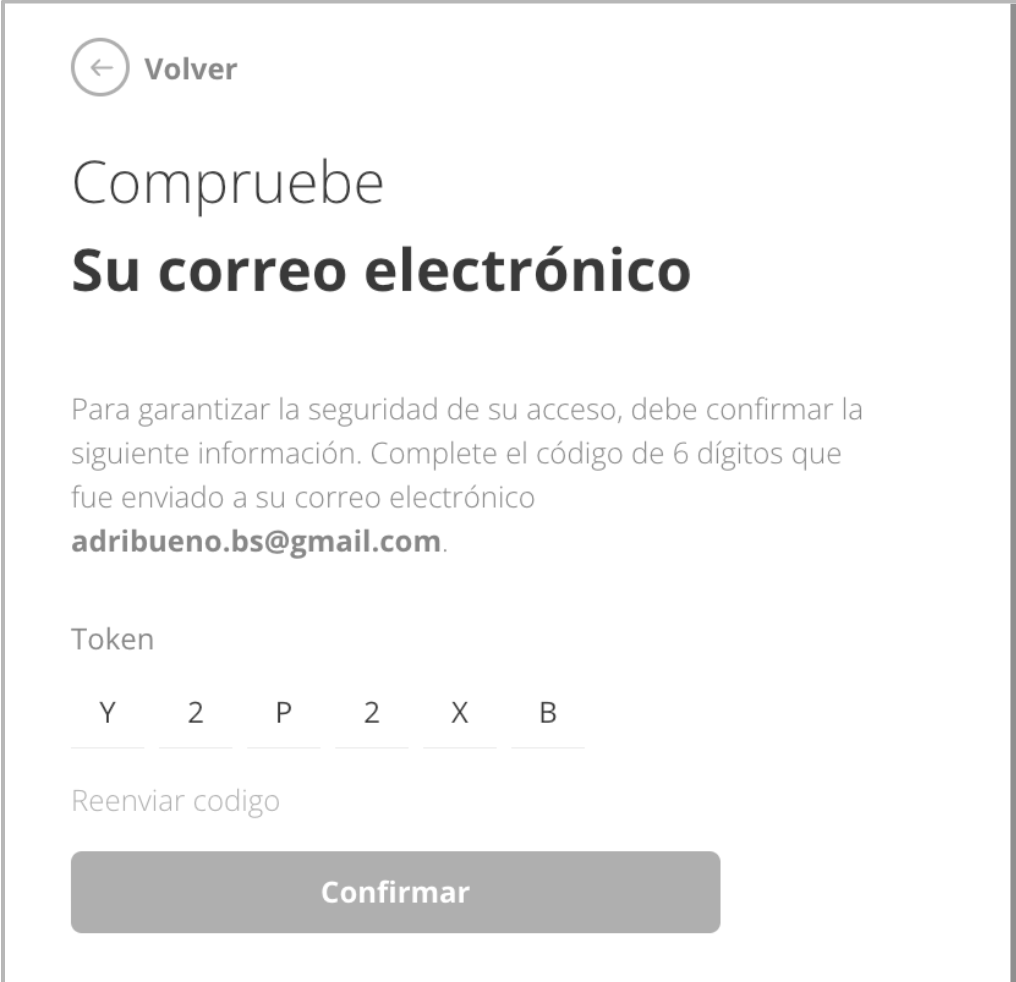 Volver
Compruebe
Su correo electrónico
Para garantizar la seguridad de su acceso, debe confirmar la
siguiente información. Complete el código de 6 dígitos que
fue enviado a su correo electrónico
adribueno.bs@gmail.com.
Token
Y 2 P 2 X B
Reenviar codigo
Confirmar